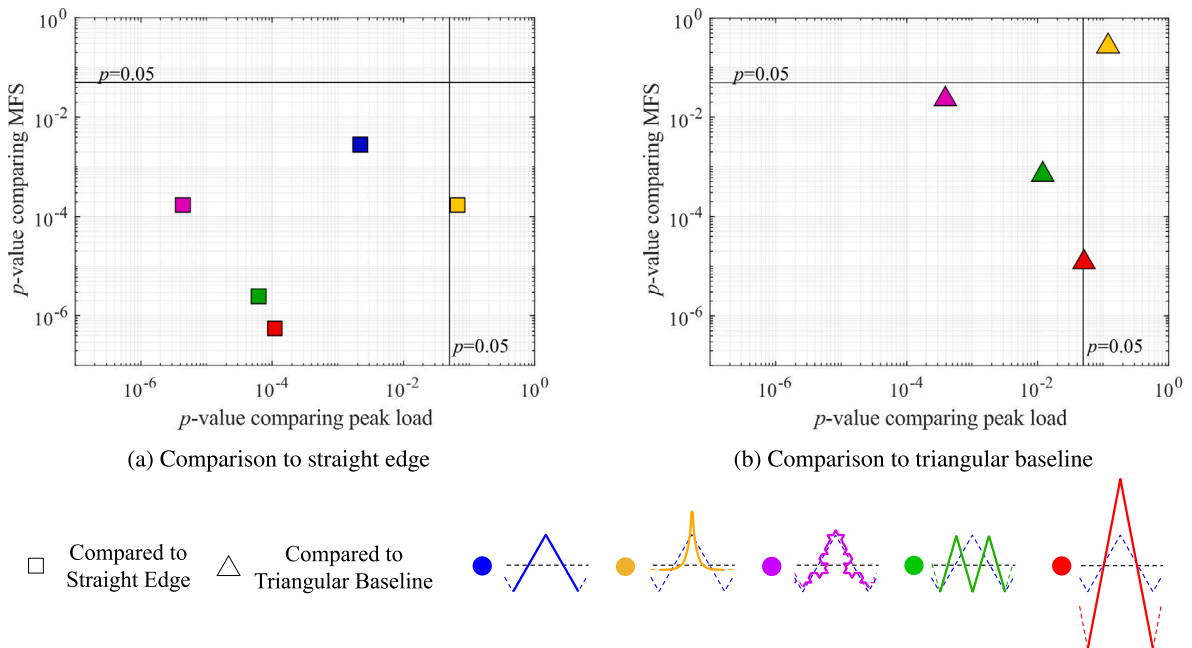 10^0
10^-2
10^-4
10^-6
p-value comparing MFS
p=0.05
p=0.05
10^-6
10^-4
10^-2
10^0
p-value comparing peak load
(a) Comparison to straight edge
10^0
10^-2
10^-4
10^-6
p-value comparing MFS
p=0.05
p=0.05
10^-6
10^-4
10^-2
10^0
p-value comparing peak load
(b) Comparison to triangular baseline
Compared to
Straight Edge
Compared to
Triangular Baseline